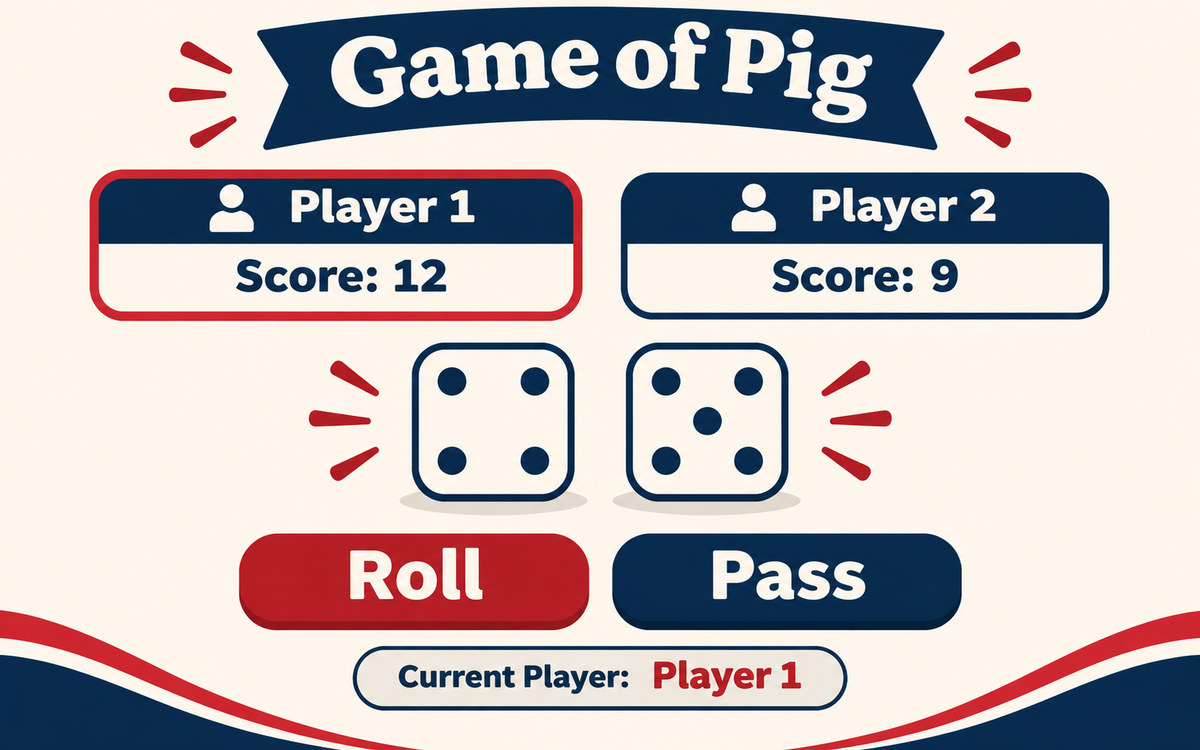 Game of Pig
Player 1
Score: 12
Player 2
Score: 9
Roll
Pass
Current Player: Player 1